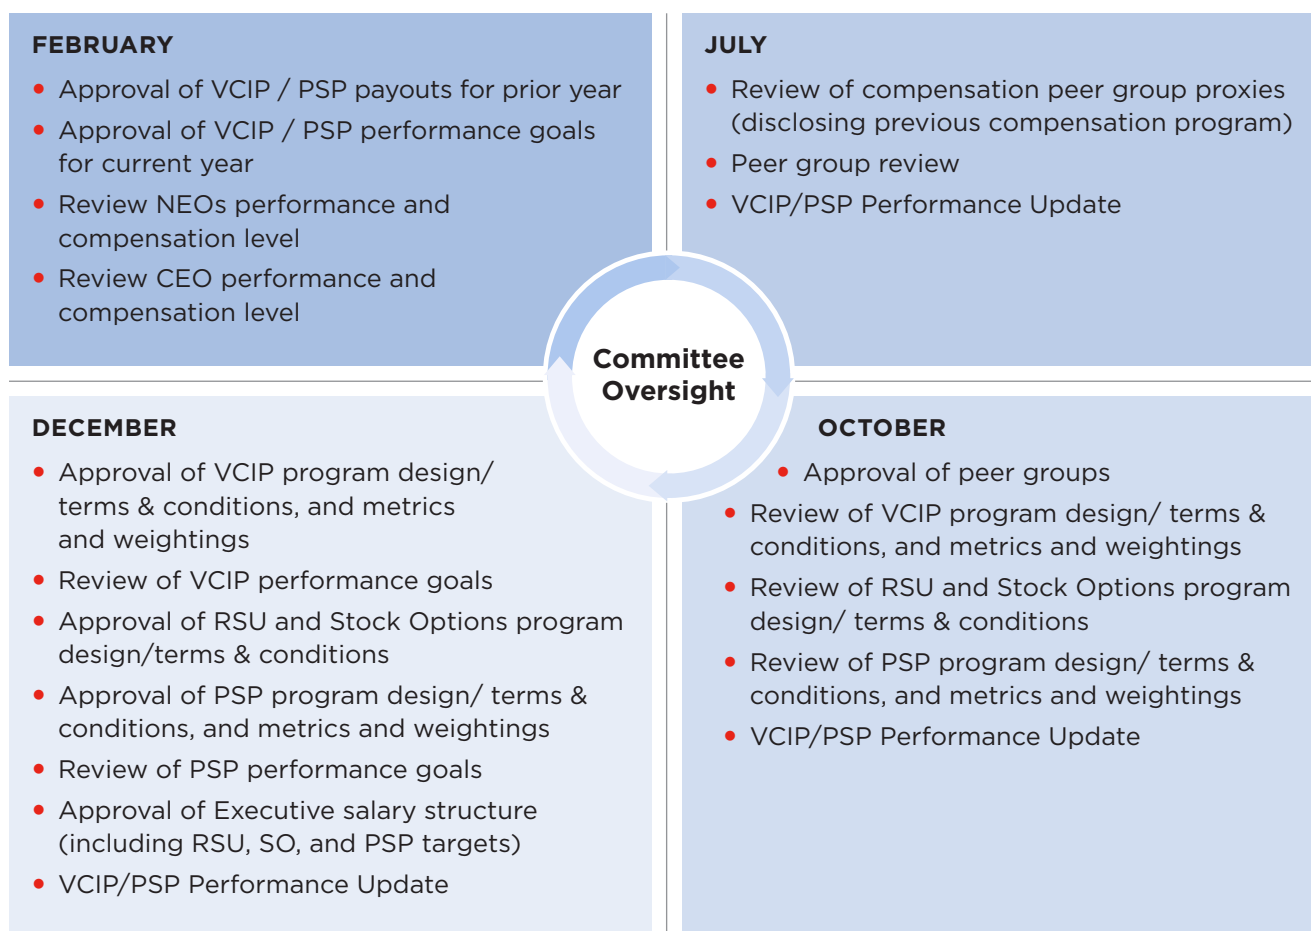 FEBRUARY
• Approval of VCIP / PSP payouts for prior year
• Approval of VCIP / PSP performance goals
for current year
• Review NEOs performance and
compensation level
• Review CEO performance and
compensation level
JULY
• Review of compensation peer group proxies
(disclosing previous compensation program)
• Peer group review
• VCIP/PSP Performance Update
Committee
Oversight
DECEMBER
• Approval of VCIP program design/
terms & conditions, and metrics
and weightings
• Review of VCIP performance goals
• Approval of RSU and Stock Options program
design/terms & conditions
• Approval of PSP program design/ terms &
conditions, and metrics and weightings
• Review of PSP performance goals
• Approval of Executive salary structure
(including RSU, SO, and PSP targets)
• VCIP/PSP Performance Update
OCTOBER
• Approval of peer groups
• Review of VCIP program design/ terms &
conditions, and metrics and weightings
• Review of RSU and Stock Options program
design/ terms & conditions
• Review of PSP program design/ terms &
conditions, and metrics and weightings
• VCIP/PSP Performance Update